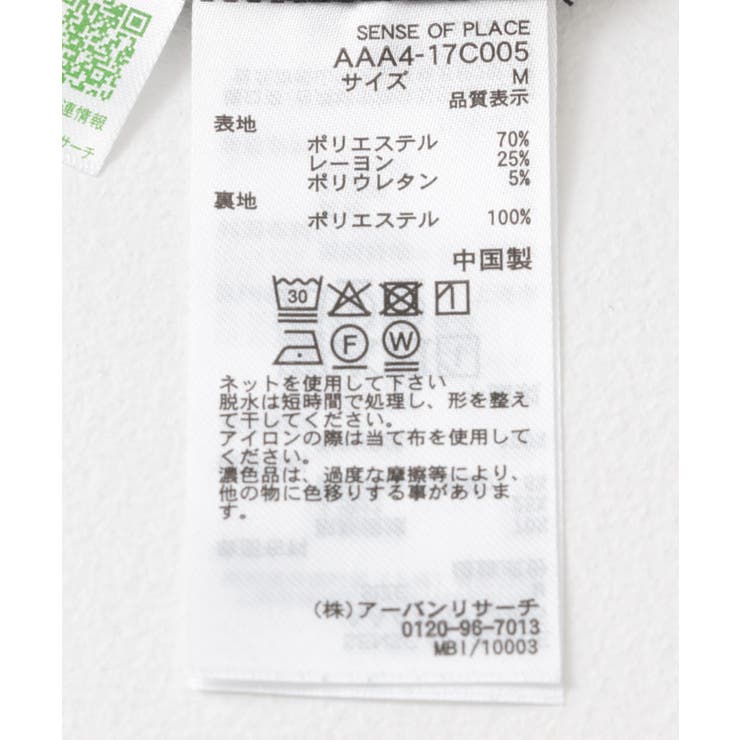 SENSE OF PLACE
AAA4-17C005
サイズ M
品質表示
表地
ポリエステル 70%
レーヨン 25%
ポリウレタン 5%
裏地
ポリエステル 100%
中国製
30
F
W
ネットを使用して下さい
脱水は短時間で処理し、形を整え
て干してください。
アイロンの際は当て布を使用して
ください。
濃色品は、過度な摩擦等により、
他の物に色移りする事がありま
す。
(株)アーバンリサーチ
0120-96-7013
MBI/10003
連情報
リサーチ